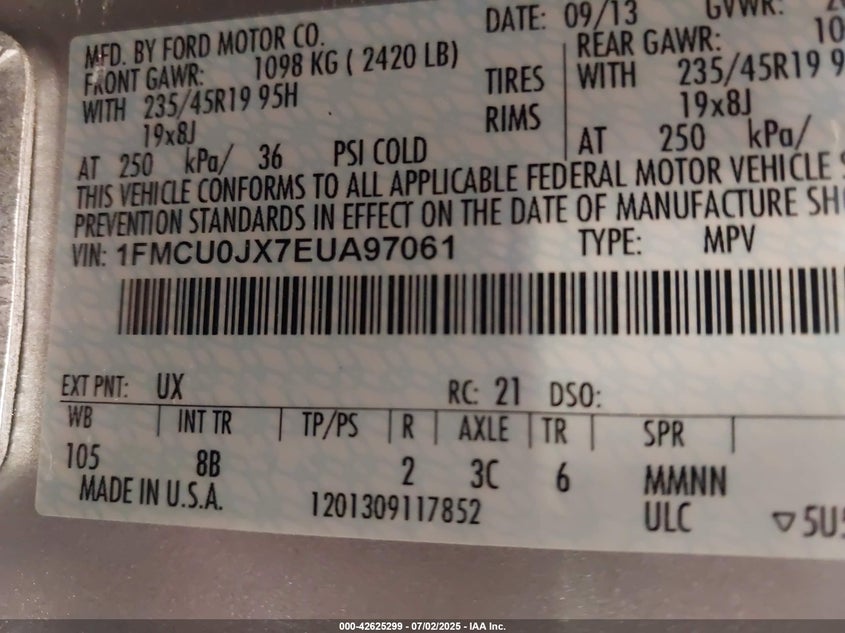 DATE: 09/13 GVWR:
MFD. BY FORD MOTOR CO.
FRONT GAWR: 1098 KG ( 2420 LB) REAR GAWR: 10
WITH 235/45R19 95H TIRES WITH 235/45R19 9
19x8J RIMS 19x8J
AT 250 kPa/ 36 PSI COLD AT 250 kPa/
THIS VEHICLE CONFORMS TO ALL APPLICABLE FEDERAL MOTOR VEHICLE S
PREVENTION STANDARDS IN EFFECT ON THE DATE OF MANUFACTURE SH
VIN: 1FMCU0JX7EUA97061 TYPE: MPV
EXT PNT: UX RC: 21 DSO:
WB INT TR TP/PS R AXLE TR SPR
105 8B 2 3C 6 MMNN
MADE IN U.S.A. 1201309117852 ULC ▽5U5
000-42625299 - 07/02/2025 - IAA Inc.